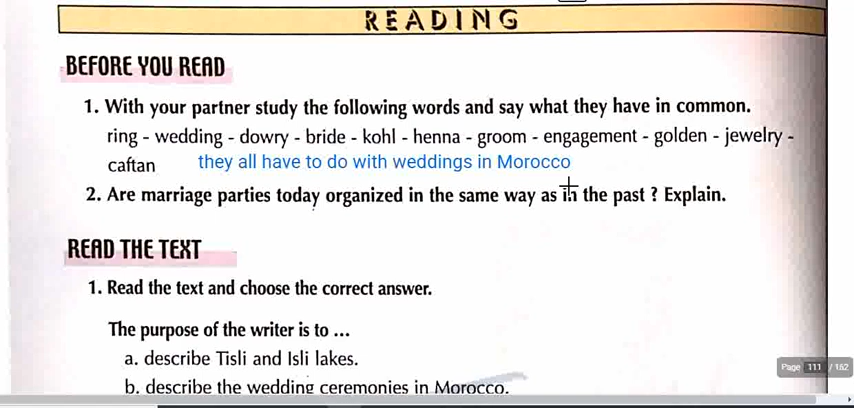 READING
BEFORE YOU READ
1. With your partner study the following words and say what they have in common.
ring - wedding - dowry - bride - kohl - henna - groom - engagement - golden - jewelry -
caftan they all have to do with weddings in Morocco
2. Are marriage parties today organized in the same way as in the past ? Explain.
READ THE TEXT
1. Read the text and choose the correct answer.
The purpose of the writer is to ...
a. describe Tisli and Isli lakes.
b. describe the wedding ceremonies in Morocco.
Page 111 / 162